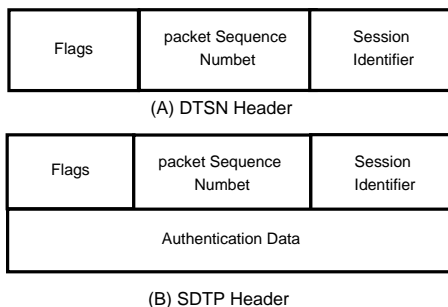 Flags
packet Sequence
Numbet
Session
Identifier
(A) DTSN Header
Flags
packet Sequence
Numbet
Session
Identifier
Authentication Data
(B) SDTP Header